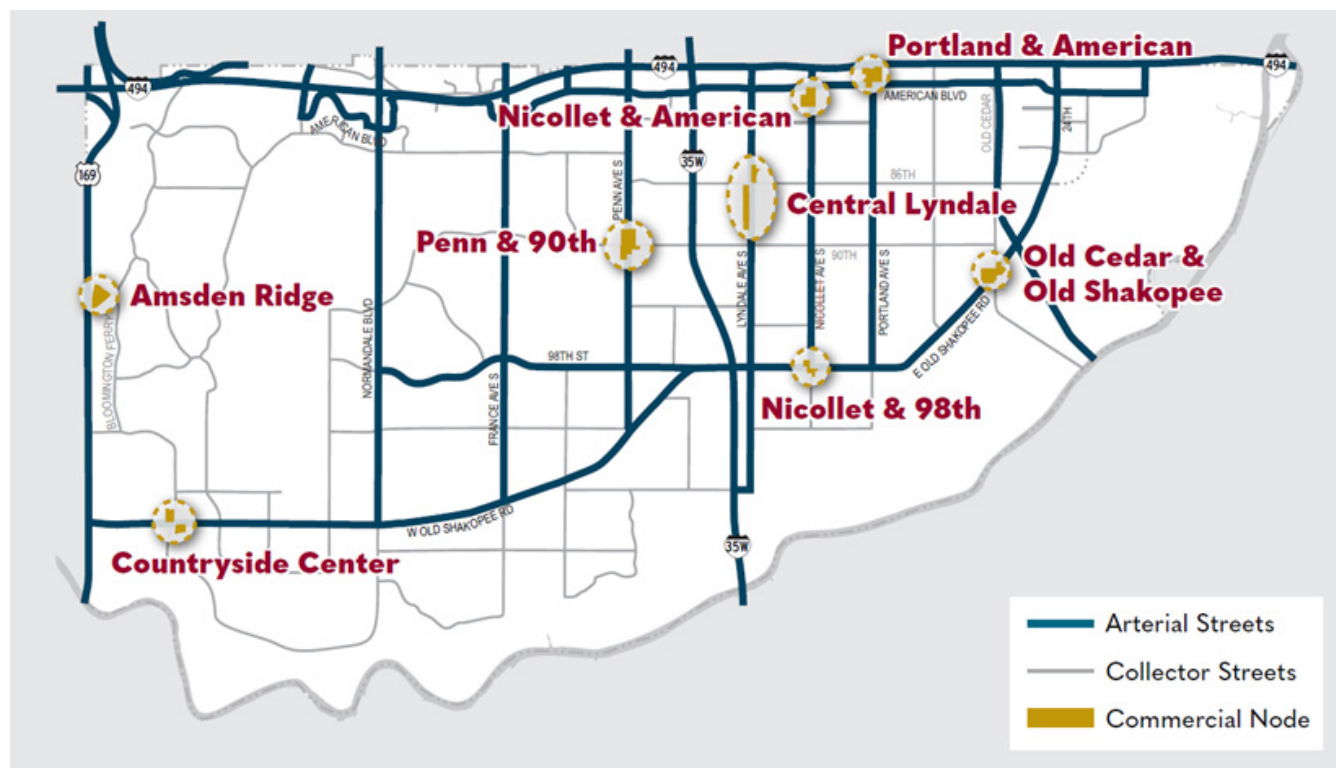 Portland & American
494
494
494
AMERICAN BLVD
Nicollet & American
OLD CEDAR
24TH
AMERICAN BLVD
169
35W
PENN AVE S
86TH
Central Lyndale
Penn & 90th
90TH
Old Cedar &
Old Shakopee
Amsden Ridge
BLOOMINGTON FERRY
NORMANDALE BLVD
LYNDALE AVE S
NICOLLET AVE S
PORTLAND AVE S
E OLD SHAKOPEE RD
98TH ST
FRANCE AVE S
Nicollet & 98th
W OLD SHAKOPEE RD
35W
Countryside Center
Arterial Streets
Collector Streets
Commercial Node